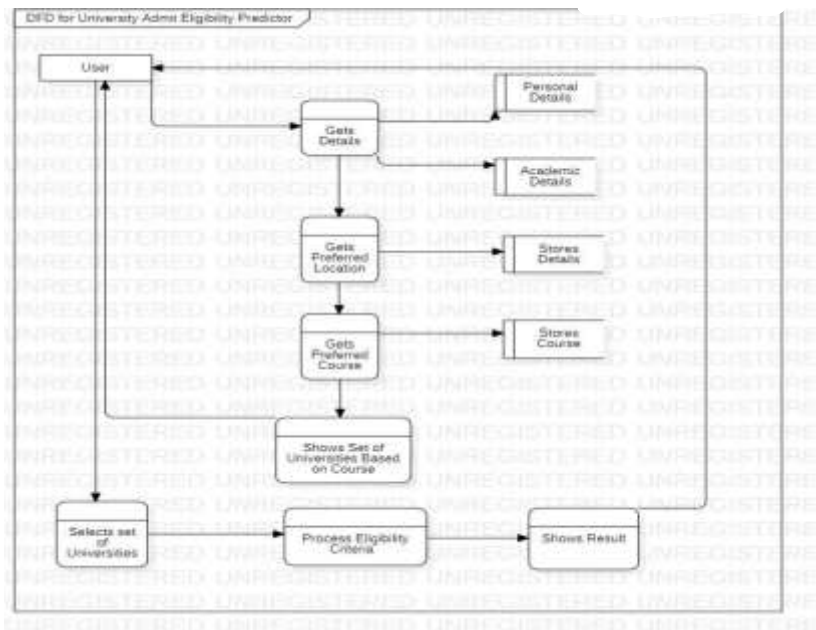 DFD for University Admit Eligibility Predictor
User
Personal
Details
Gets
Details
Academic
Details
Gets
Preferred
Location
Stores
Details
Gets
Preferred
Course
Stores
Course
Shows Set of
Universities Based
on Course
Selects set
of
Universities
Process Eligibility
Criteria
Shows Result
UNREGISTERED